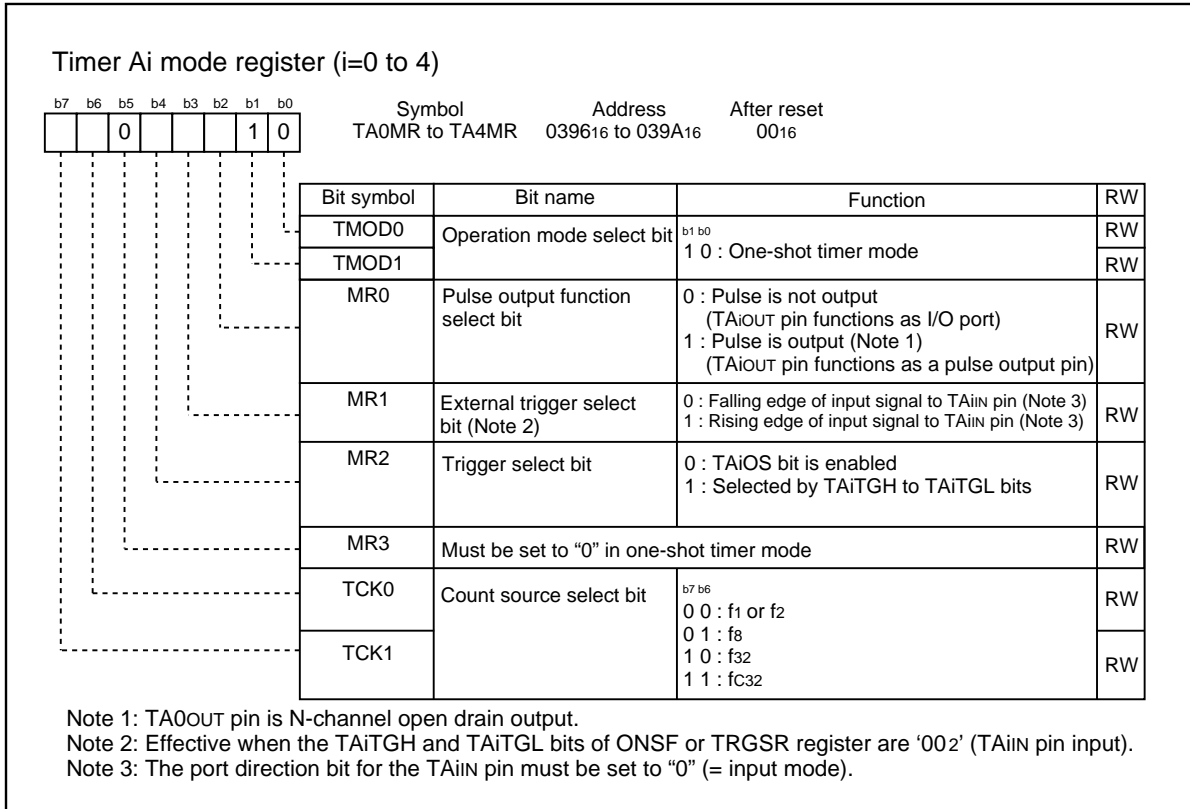 Timer Ai mode register (i=0 to 4)
b7 b6 b5 b4 b3 b2 b1 b0
0 1 0
Symbol Address After reset
TA0MR to TA4MR 039616 to 039A16 0016
Bit symbol Bit name Function RW
TMOD0 Operation mode select bit b1 b0 RW
1 0 : One-shot timer mode
TMOD1 RW
MR0 Pulse output function select bit 0 : Pulse is not output
(TAiOUT pin functions as I/O port)
1 : Pulse is output (Note 1)
(TAiOUT pin functions as a pulse output pin)
RW
MR1 External trigger select bit (Note 2) 0 : Falling edge of input signal to TAiIN pin (Note 3)
1 : Rising edge of input signal to TAiIN pin (Note 3)
RW
MR2 Trigger select bit 0 : TAiOS bit is enabled
1 : Selected by TAiTGH to TAiTGL bits
RW
MR3 Must be set to “0” in one-shot timer mode RW
TCK0 Count source select bit b7 b6 RW
0 0 : f1 or f2
0 1 : f8
TCK1 1 0 : f32 RW
1 1 : fC32
Note 1: TA0OUT pin is N-channel open drain output.
Note 2: Effective when the TAiTGH and TAiTGL bits of ONSF or TRGSR register are ‘002’ (TAiIN pin input).
Note 3: The port direction bit for the TAiIN pin must be set to “0” (= input mode).